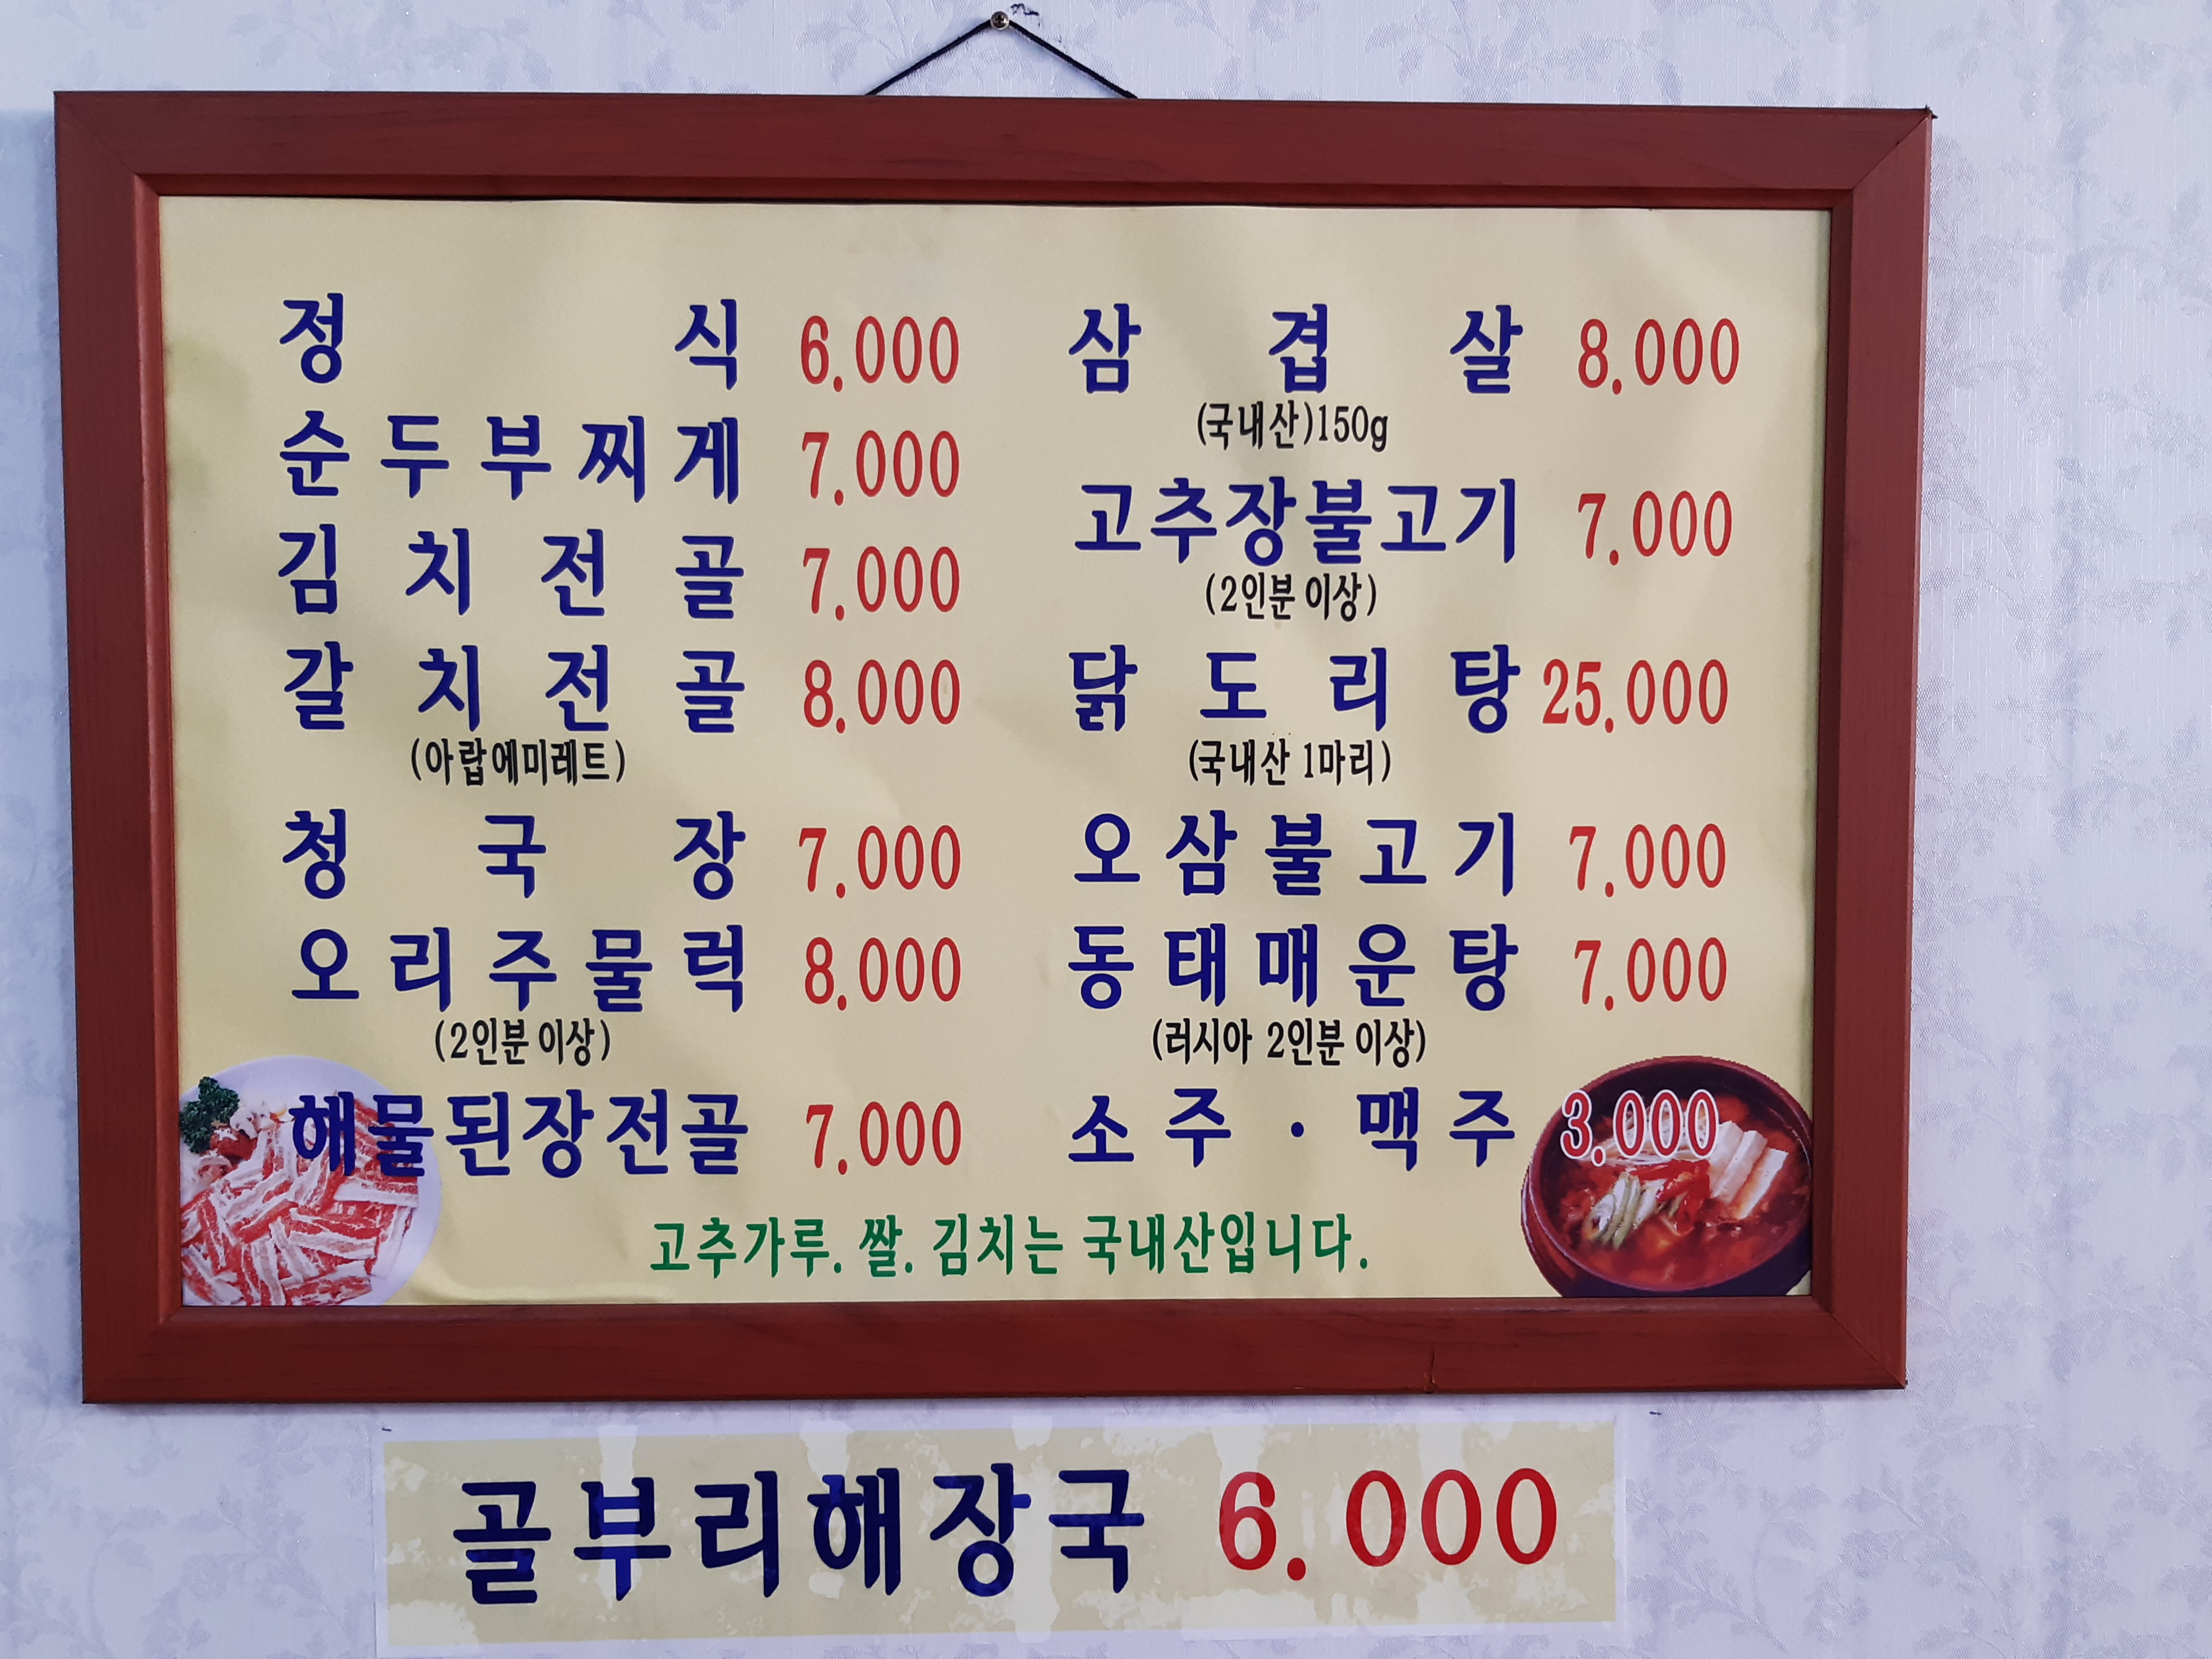 정식 6.000
순두부찌게 7.000
김치전골 7.000
갈치전골 8.000
(아랍에미레트)
청국장 7.000
오리주물럭 8.000
(2인분 이상)
해물된장전골 7.000
삼겹살 8.000
(국내산)150g
고추장불고기 7.000
(2인분 이상)
닭도리탕 25.000
(국내산 1마리)
오삼불고기 7.000
동태매운탕 7.000
(러시아 2인분 이상)
소주·맥주 3.000
고추가루. 쌀. 김치는 국내산입니다.
골부리해장국 6.000